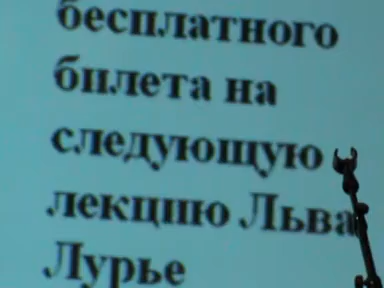 бесплатного
билета на
следующую
лекцию Льва
Лурье